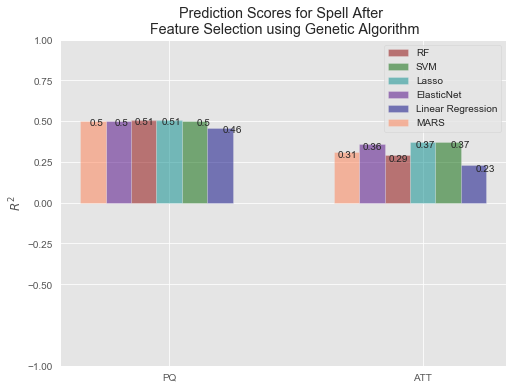 Prediction Scores for Spell After
Feature Selection using Genetic Algorithm
1.00
0.75
0.50
0.25
0.00
−0.25
−0.50
−1.00
R²
RF
SVM
Lasso
ElasticNet
Linear Regression
MARS
0.5
0.5
0.51
0.51
0.5
0.46
0.31
0.36
0.29
0.37
0.37
0.23
PQ
ATT